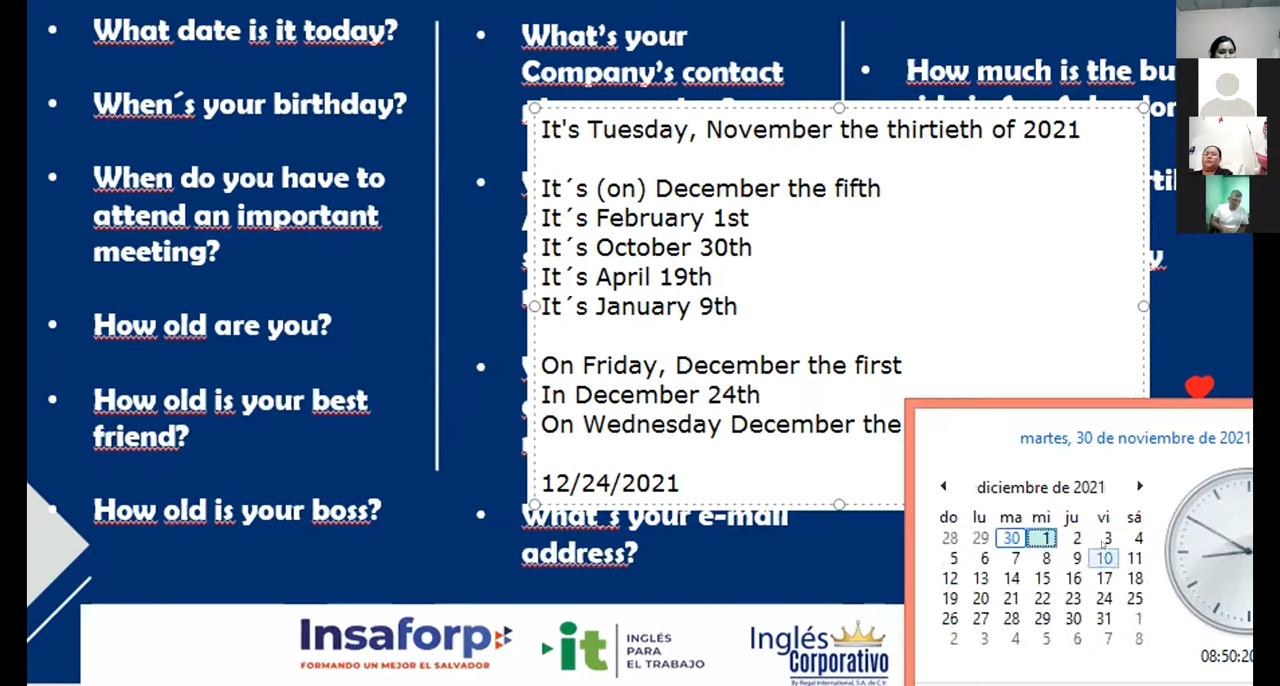 What date is it today?
When´s your birthday?
When do you have to
attend an important
meeting?
How old are you?
How old is your best
friend?
How old is your boss?
What's your
Company's contact
How much is the bu
It's Tuesday, November the thirtieth of 2021
It´s (on) December the fifth
It´s February 1st
It´s October 30th
It´s April 19th
It´s January 9th
On Friday, December the first
In December 24th
On Wednesday December the
12/24/2021
What's your e-mail
address?
martes, 30 de noviembre de 2021
diciembre de 2021
do lu ma mi ju vi sá
28 29 30 1 2 3 4
5 6 7 8 9 10 11
12 13 14 15 16 17 18
19 20 21 22 23 24 25
26 27 28 29 30 31 1
2 3 4 5 6 7 8
08:50:20
Insaforp
FORMANDO UN MEJOR EL SALVADOR
it
INGLÉS
PARA
EL TRABAJO
Inglés
Corporativo
By Regal International, S.A. de C.V.